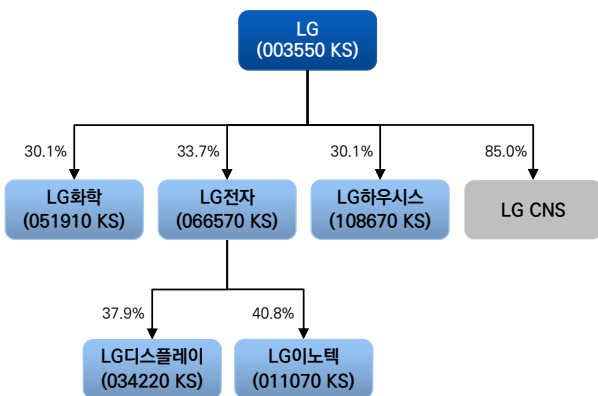 LG
(003550 KS)
30.1%
33.7%
30.1%
85.0%
LG화학
(051910 KS)
LG전자
(066570 KS)
LG하우시스
(108670 KS)
LG CNS
37.9%
40.8%
LG디스플레이
(034220 KS)
LG이노텍
(011070 KS)